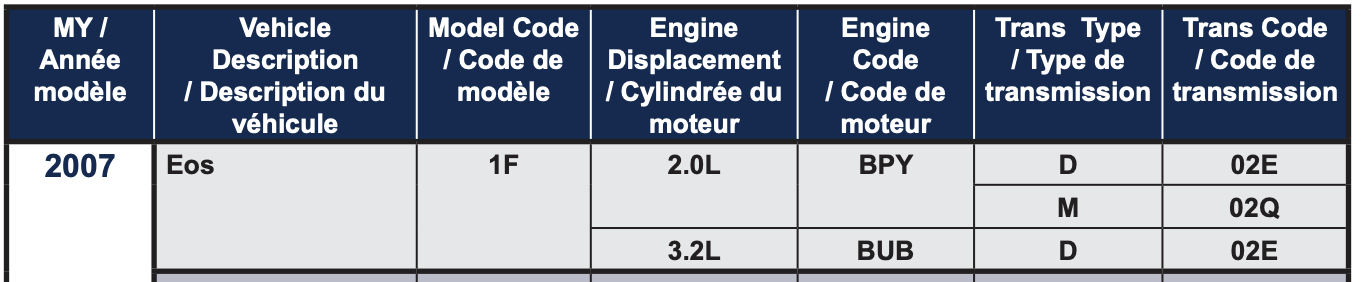 MY / Année modèle
Vehicle Description / Description du véhicule
Model Code / Code de modèle
Engine Displacement / Cylindrée du moteur
Engine Code / Code de moteur
Trans Type / Type de transmission
Trans Code / Code de transmission
2007 Eos 1F 2.0L BPY D 02E
M 02Q
3.2L BUB D 02E